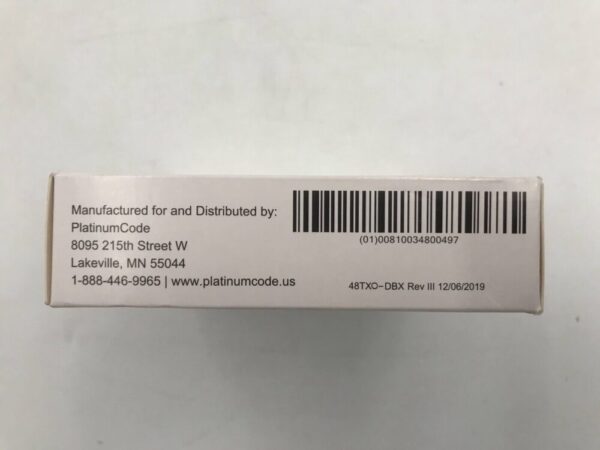 Manufactured for and Distributed by:
PlatinumCode
8095 215th Street W
Lakeville, MN 55044
1-888-446-9965 | www.platinumcode.us
(01)00810034800497
48TXO-DBX Rev III 12/06/2019